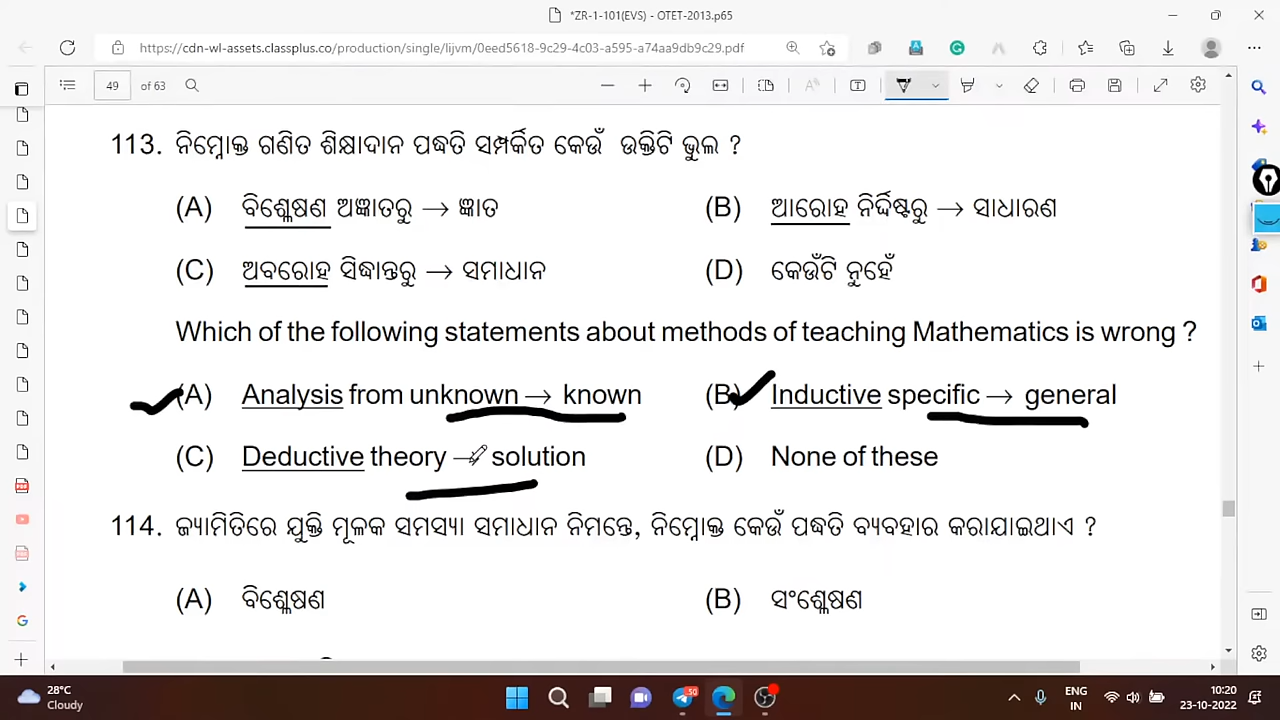 *ZR-1-101(EVS) - OTET-2013.p65
https://cdn-wl-assets.classplus.co/production/single/lijvm/0eed5618-9c29-4c03-a595-a74aa9db9c29.pdf
49 of 63
113. ନିମ୍ନୋକ୍ତ ଗଣିତ ଶିକ୍ଷାଦାନ ପଦ୍ଧତି ସମ୍ପର୍କିତ କେଉଁ ଉକ୍ତିଟି ଭୁଲ ?
(A) ବିଶ୍ଳେଷଣ ଅଜ୍ଞାତରୁ → ଜ୍ଞାତ (B) ଆରୋହ ନିର୍ଦ୍ଦିଷ୍ଟରୁ → ସାଧାରଣ
(C) ଅବରୋହ ସିଦ୍ଧାନ୍ତରୁ → ସମାଧାନ (D) କେଉଁଟି ନୁହେଁ
Which of the following statements about methods of teaching Mathematics is wrong ?
(A) Analysis from unknown → known (B) Inductive specific → general
(C) Deductive theory → solution (D) None of these
114. ଜ୍ୟାମିତିରେ ଯୁକ୍ତି ମୂଳକ ସମସ୍ୟା ସମାଧାନ ନିମନ୍ତେ, ନିମ୍ନୋକ୍ତ କେଉଁ ପଦ୍ଧତି ବ୍ୟବହାର କରାଯାଇଥାଏ ?
(A) ବିଶ୍ଳେଷଣ (B) ସଂଶ୍ଳେଷଣ
28°C
Cloudy
50
ENG
IN
10:20
23-10-2022